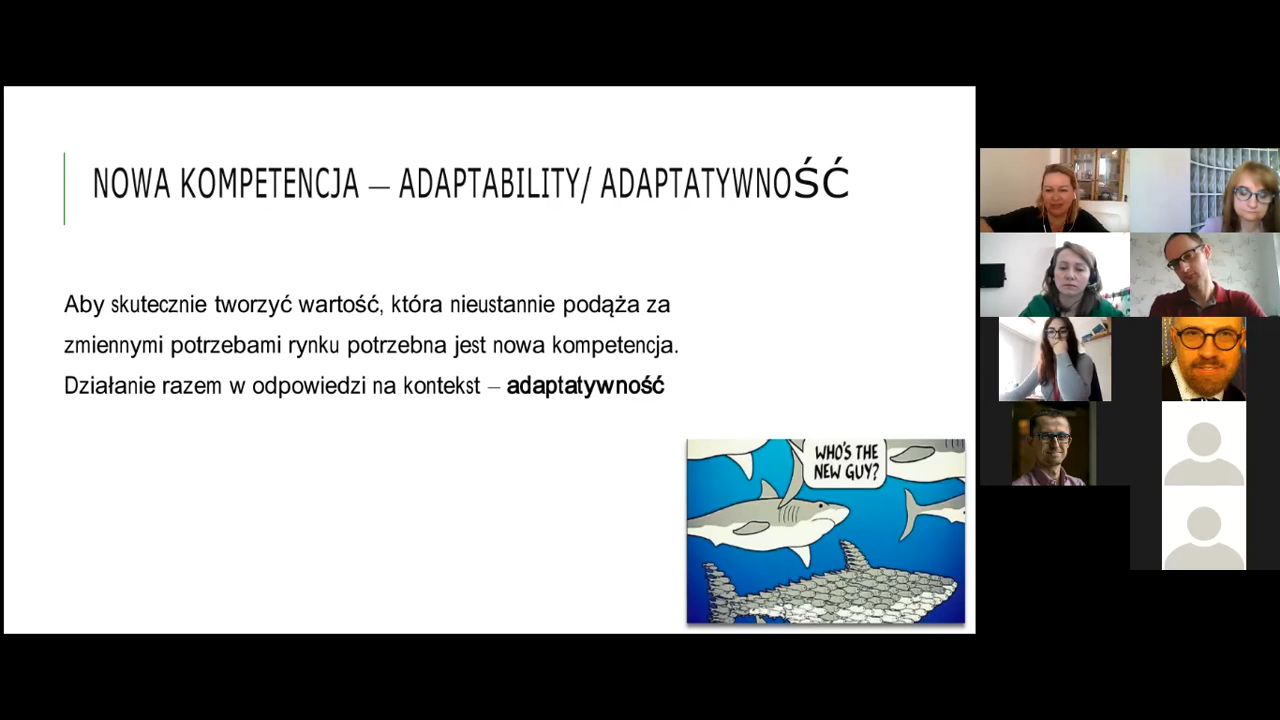 NOWA KOMPETENCJA – ADAPTABILITY/ ADAPTATYWNOŚĆ
Aby skutecznie tworzyć wartość, która nieustannie podąża za
zmiennymi potrzebami rynku potrzebna jest nowa kompetencja.
Działanie razem w odpowiedzi na kontekst – adaptatywność
WHO'S THE
NEW GUY?